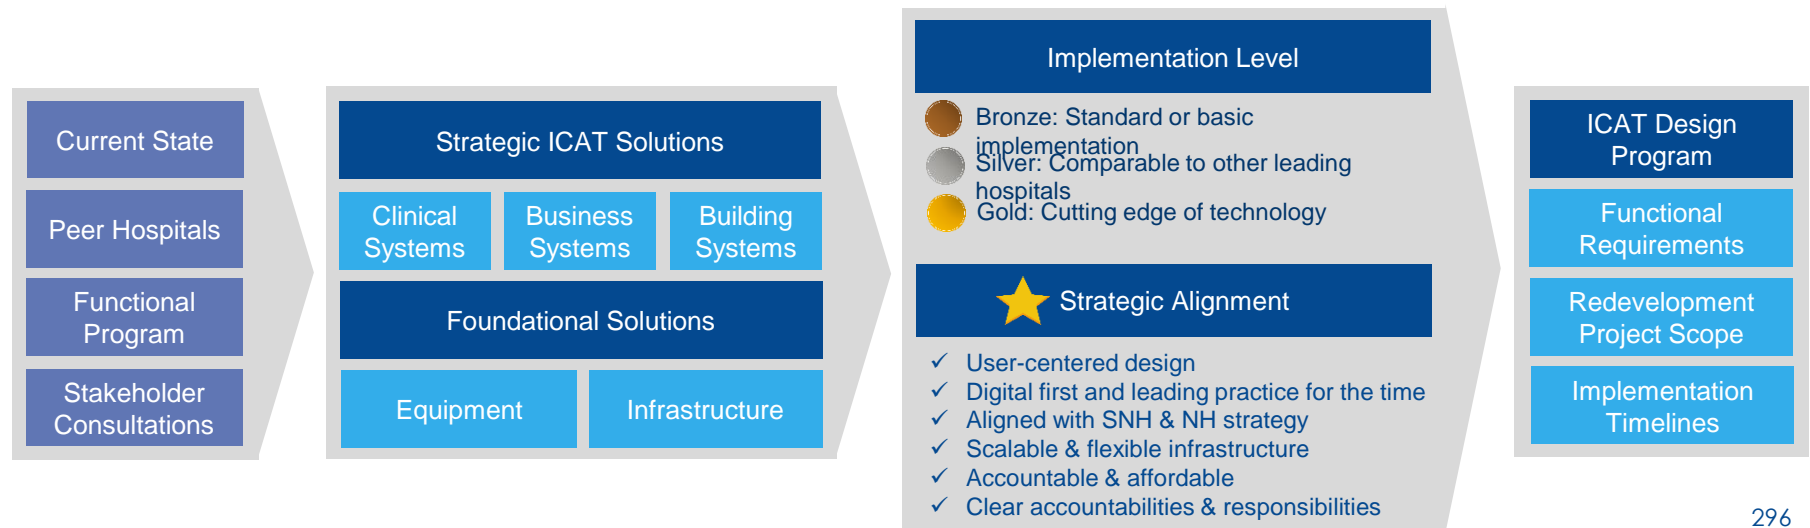 Current State
Peer Hospitals
Functional
Program
Stakeholder
Consultations
Strategic ICAT Solutions
Clinical
Systems
Business
Systems
Building
Systems
Foundational Solutions
Equipment
Infrastructure
Implementation Level
Bronze: Standard or basic
implementation
Silver: Comparable to other leading
hospitals
Gold: Cutting edge of technology
Strategic Alignment
✓ User-centered design
✓ Digital first and leading practice for the time
✓ Aligned with SNH & NH strategy
✓ Scalable & flexible infrastructure
✓ Accountable & affordable
✓ Clear accountabilities & responsibilities
ICAT Design
Program
Functional
Requirements
Redevelopment
Project Scope
Implementation
Timelines
296